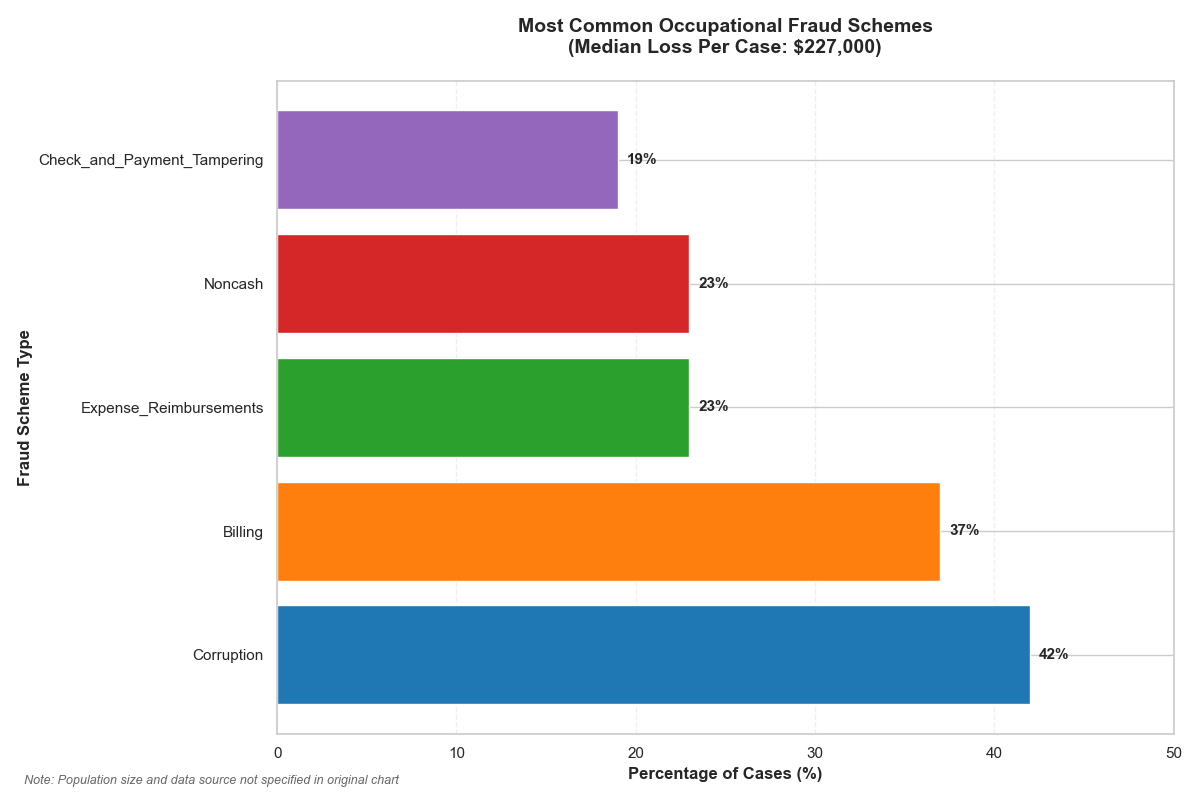 Most Common Occupational Fraud Schemes
(Median Loss Per Case: $227,000)
Fraud Scheme Type
Check_and_Payment_Tampering
19%
Noncash
23%
Expense_Reimbursements
23%
Billing
37%
Corruption
42%
0 10 20 30 40 50
Percentage of Cases (%)
Note: Population size and data source not specified in original chart